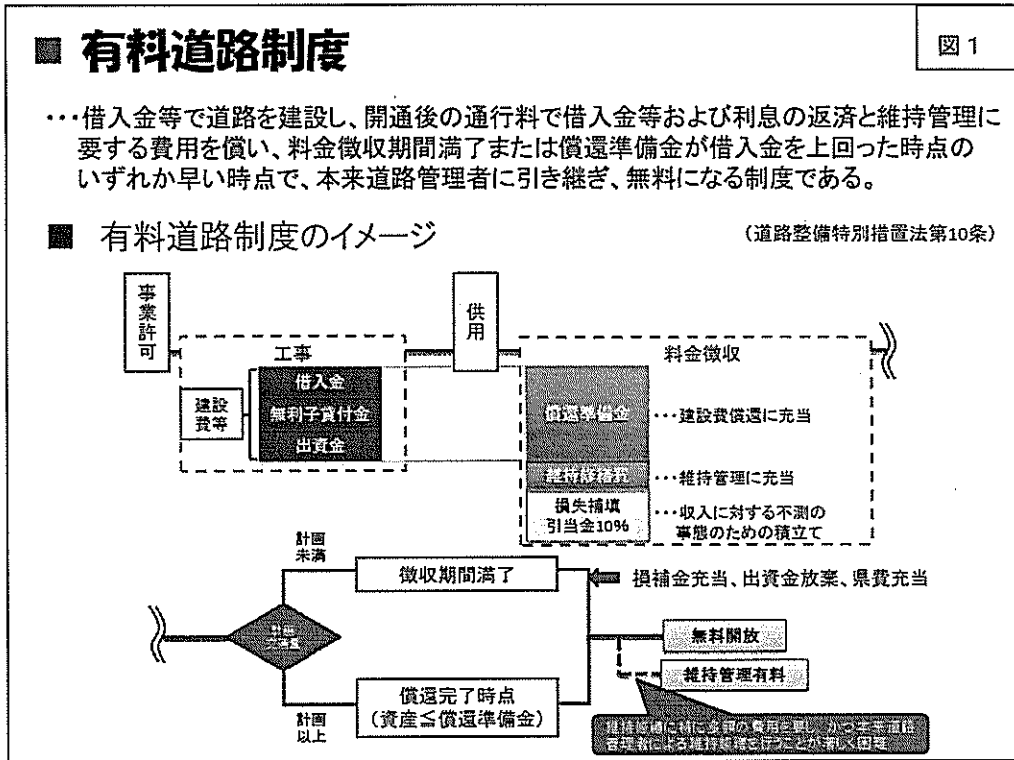 ■ 有料道路制度
図1
・・・借入金等で道路を建設し、開通後の通行料で借入金等および利息の返済と維持管理に
要する費用を償い、料金徴収期間満了または償還準備金が借入金を上回った時点の
いずれか早い時点で、本来道路管理者に引き継ぎ、無料になる制度である。
■ 有料道路制度のイメージ
（道路整備特別措置法第10条）
事業許可
工事
供用
料金徴収
建設
費等
借入金
無利子貸付金
出資金
償還準備金
・・・建設費償還に充当
・・・維持管理に充当
損失補填
引当金10％
・・・収入に対する不測の
事態のための積立て
計画
未満
徴収期間満了
損補金充当、出資金放棄、県費充当
無料開放
維持管理有料
計画
以上
償還完了時点
（資産≦償還準備金）